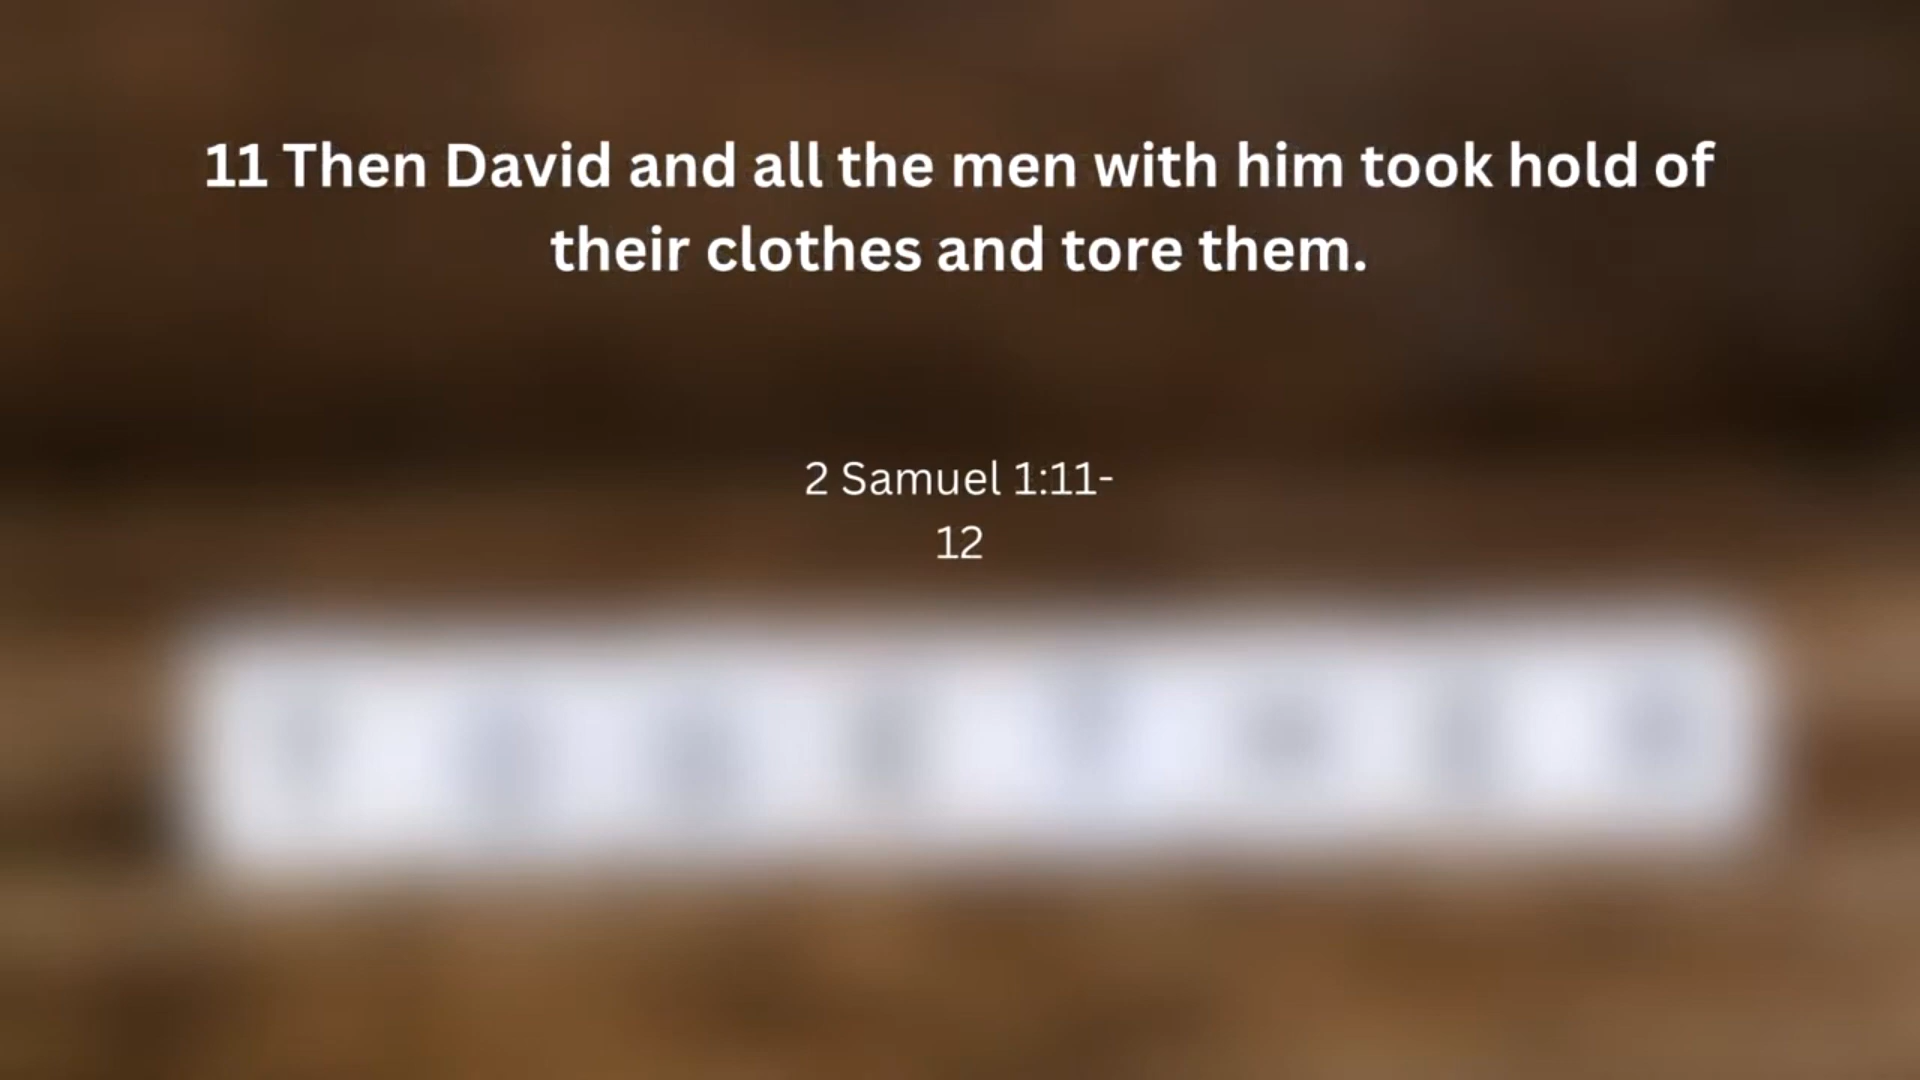 11 Then David and all the men with him took hold of
their clothes and tore them.
2 Samuel 1:11-
12